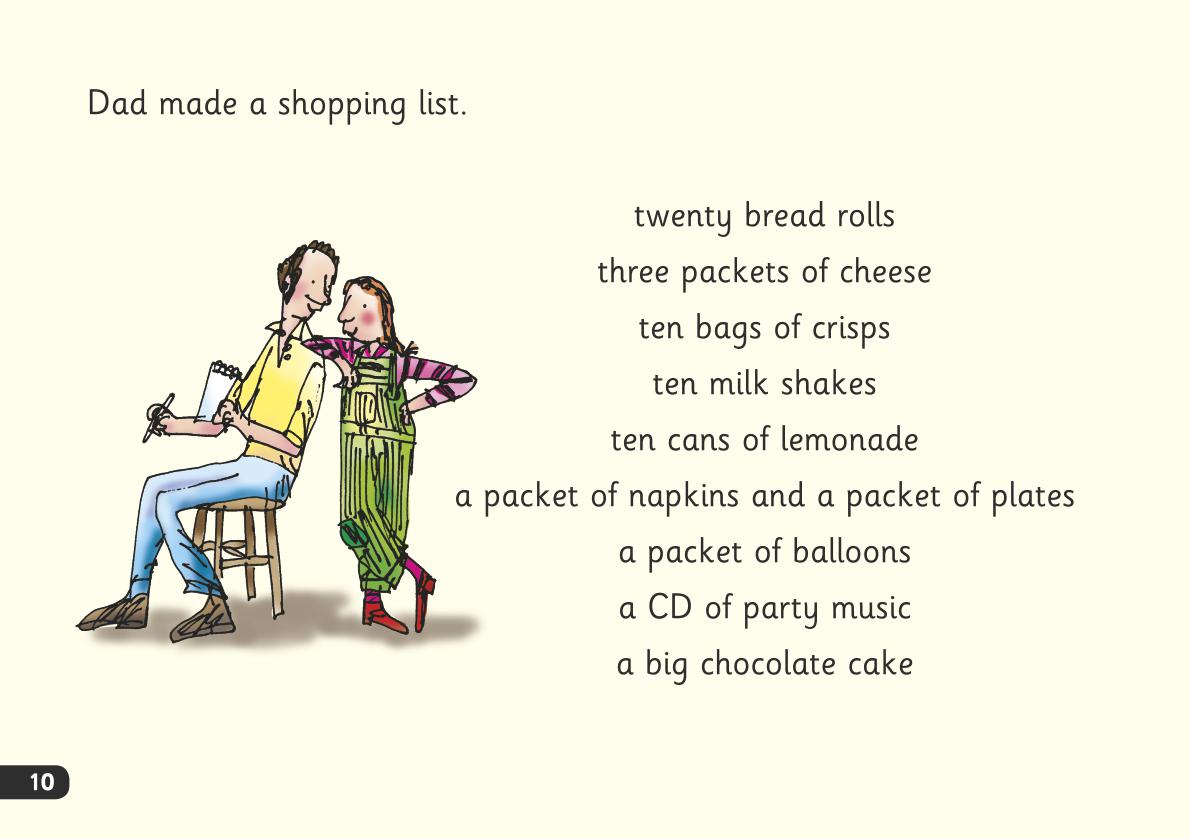 Dad made a shopping list.
twenty bread rolls
three packets of cheese
ten bags of crisps
ten milk shakes
ten cans of lemonade
a packet of napkins and a packet of plates
a packet of balloons
a CD of party music
a big chocolate cake
10